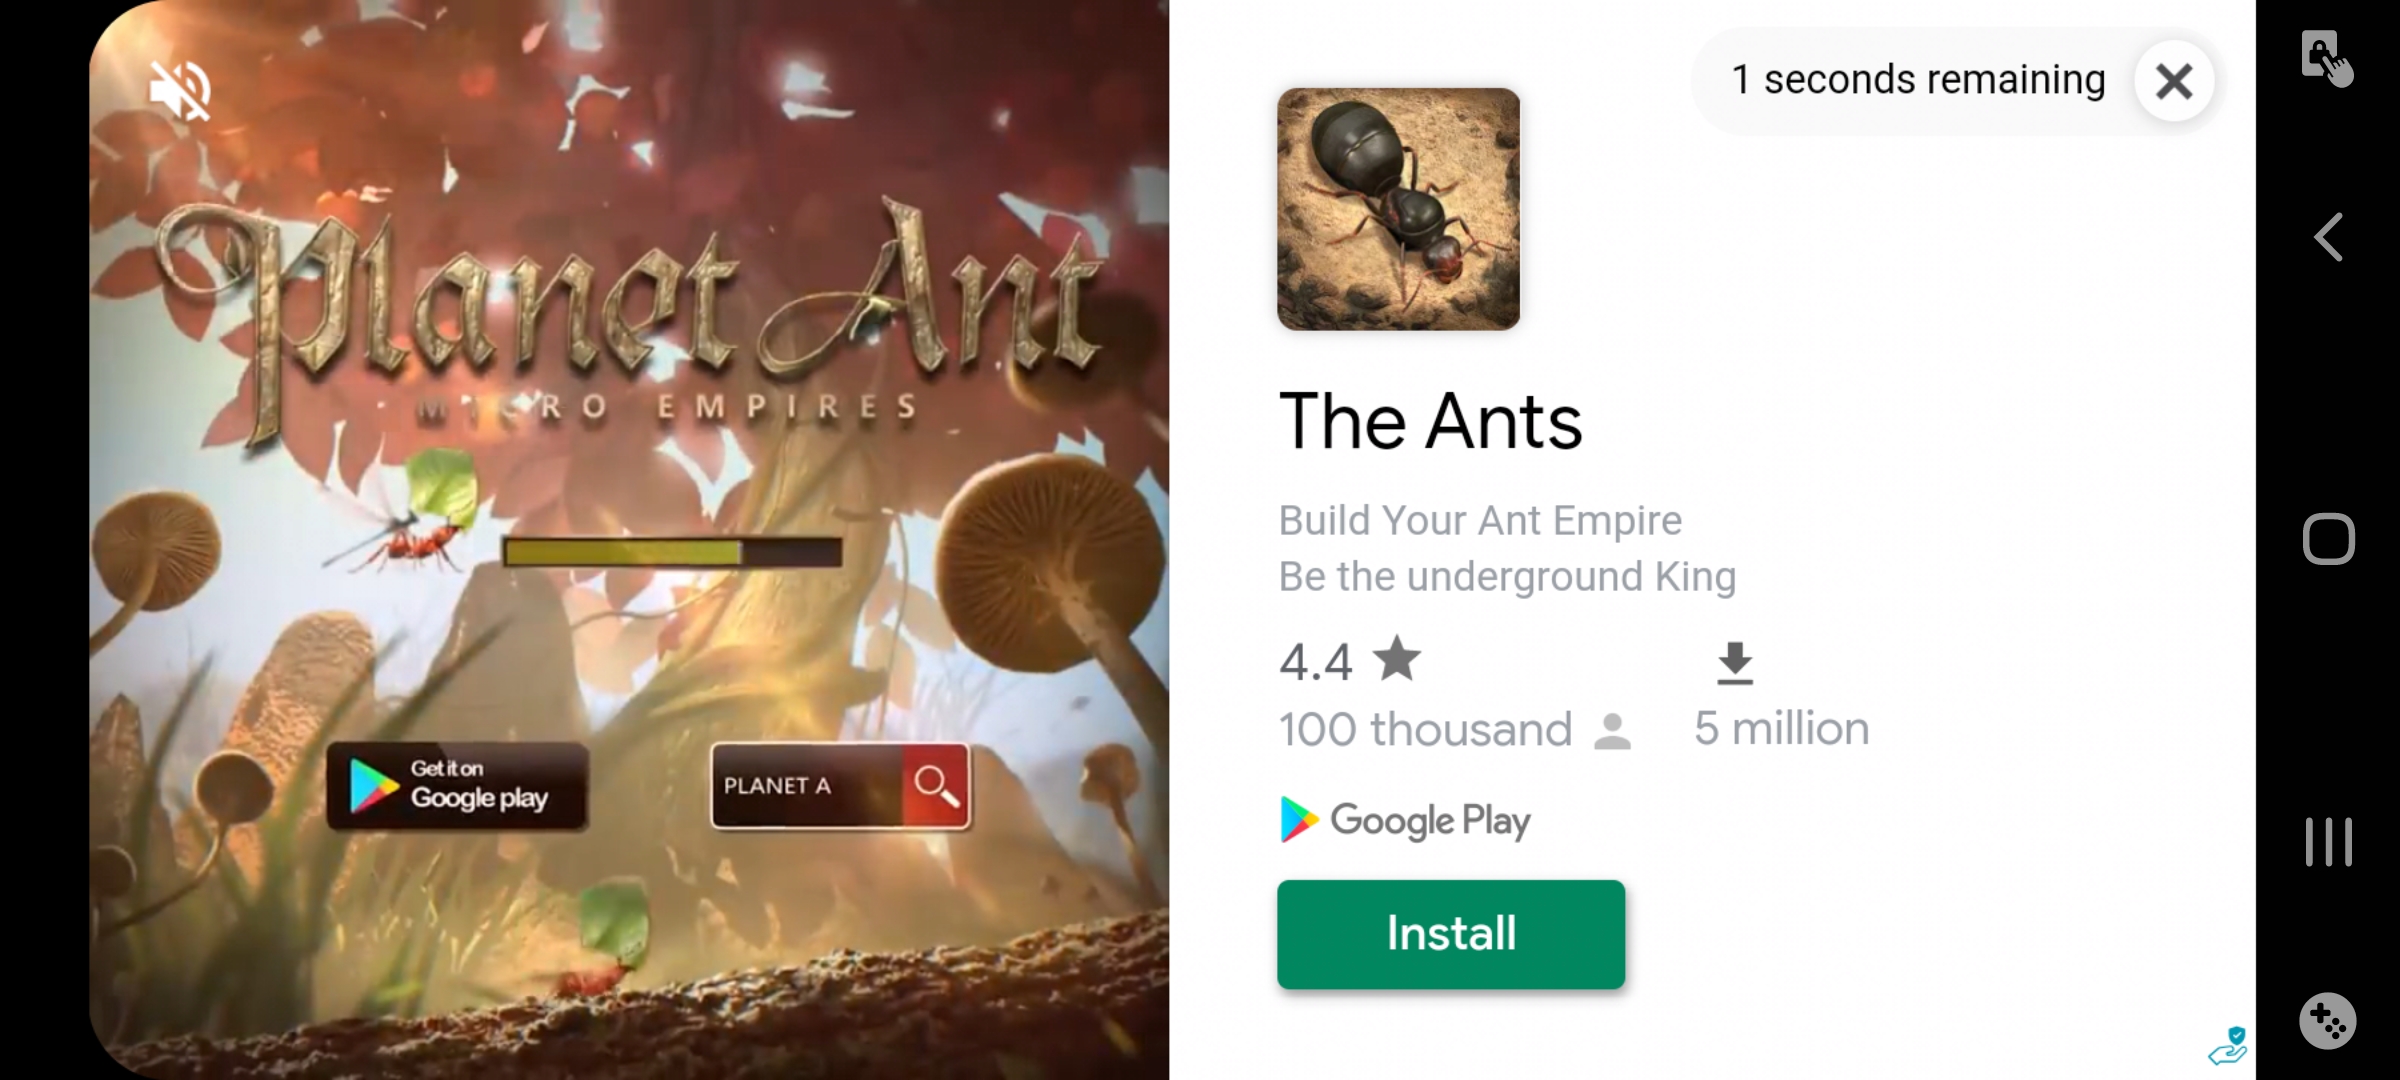 Planet Ant
MICRO EMPIRES
Get it on
Google play
PLANET A
1 seconds remaining
The Ants
Build Your Ant Empire
Be the underground King
4.4
100 thousand
5 million
Google Play
Install